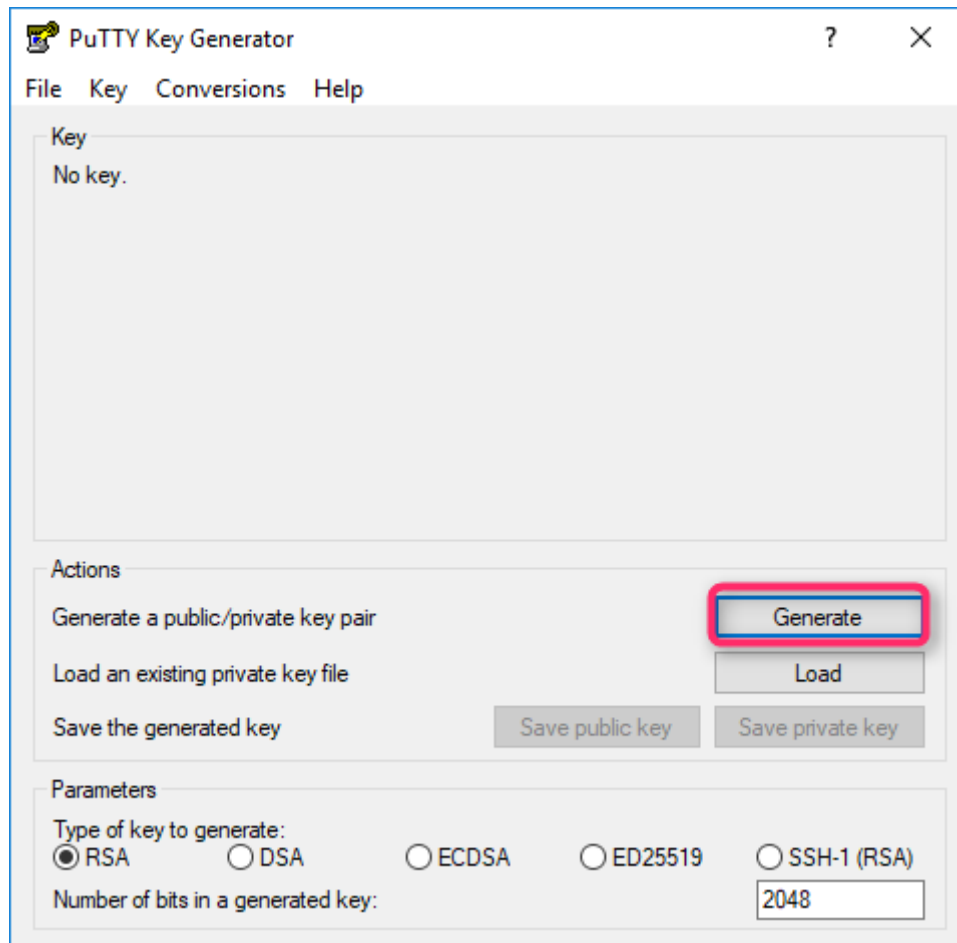 PuTTY Key Generator ?
File Key Conversions Help
Key
No key.
Actions
Generate a public/private key pair Generate
Load an existing private key file Load
Save the generated key Save public key Save private key
Parameters
Type of key to generate:
RSA DSA ECDSA ED25519 SSH-1 (RSA)
Number of bits in a generated key: 2048